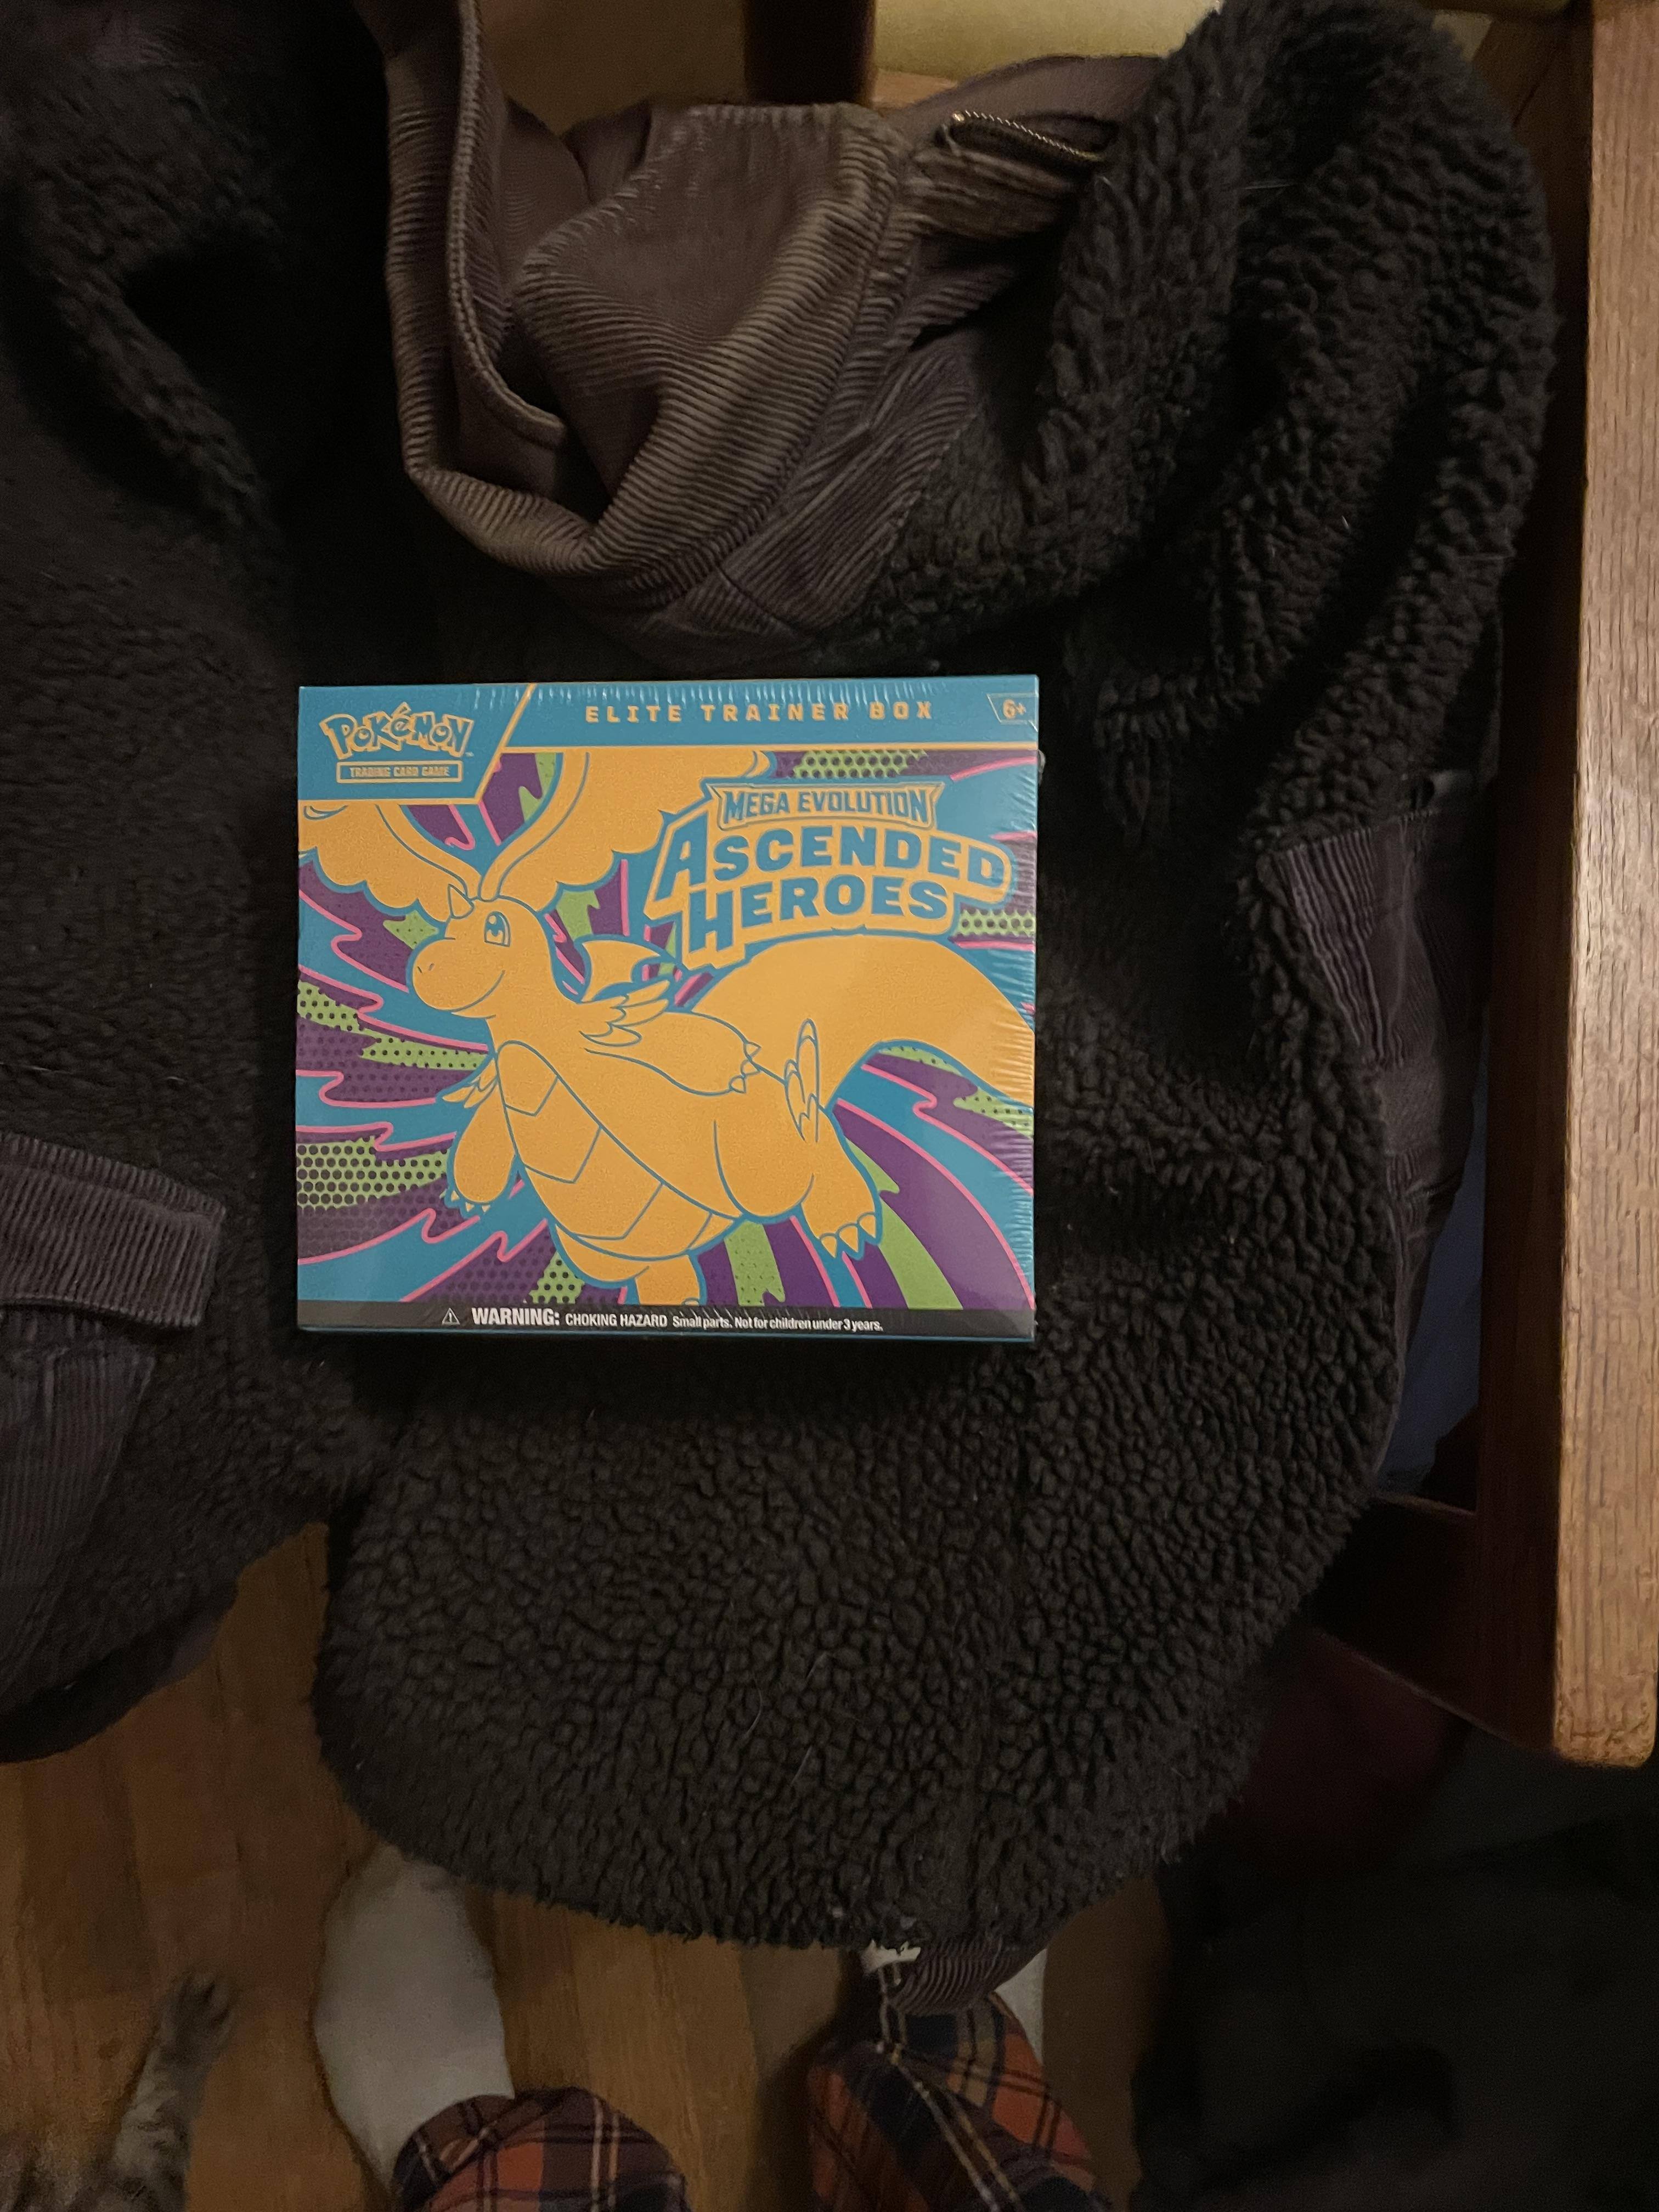 POKéMON
TRADING CARD GAME
ELITE TRAINER BOX
6+
MEGA EVOLUTION
ASCENDED
HEROES
WARNING: CHOKING HAZARD Small parts. Not for children under 3 years.